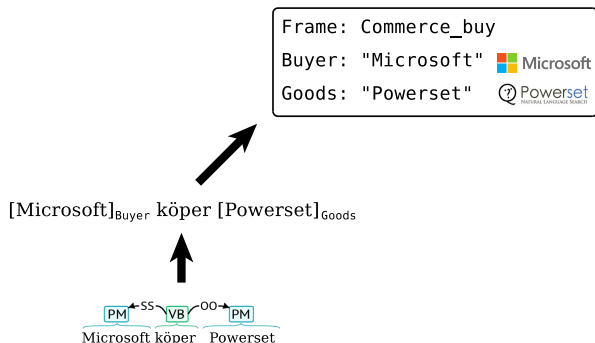 Frame: Commerce_buy
Buyer: "Microsoft" Microsoft
Goods: "Powerset" Powerset
NATURAL LANGUAGE SEARCH
[Microsoft]Buyer köper [Powerset]Goods
PM SS VB OO PM
Microsoft köper Powerset